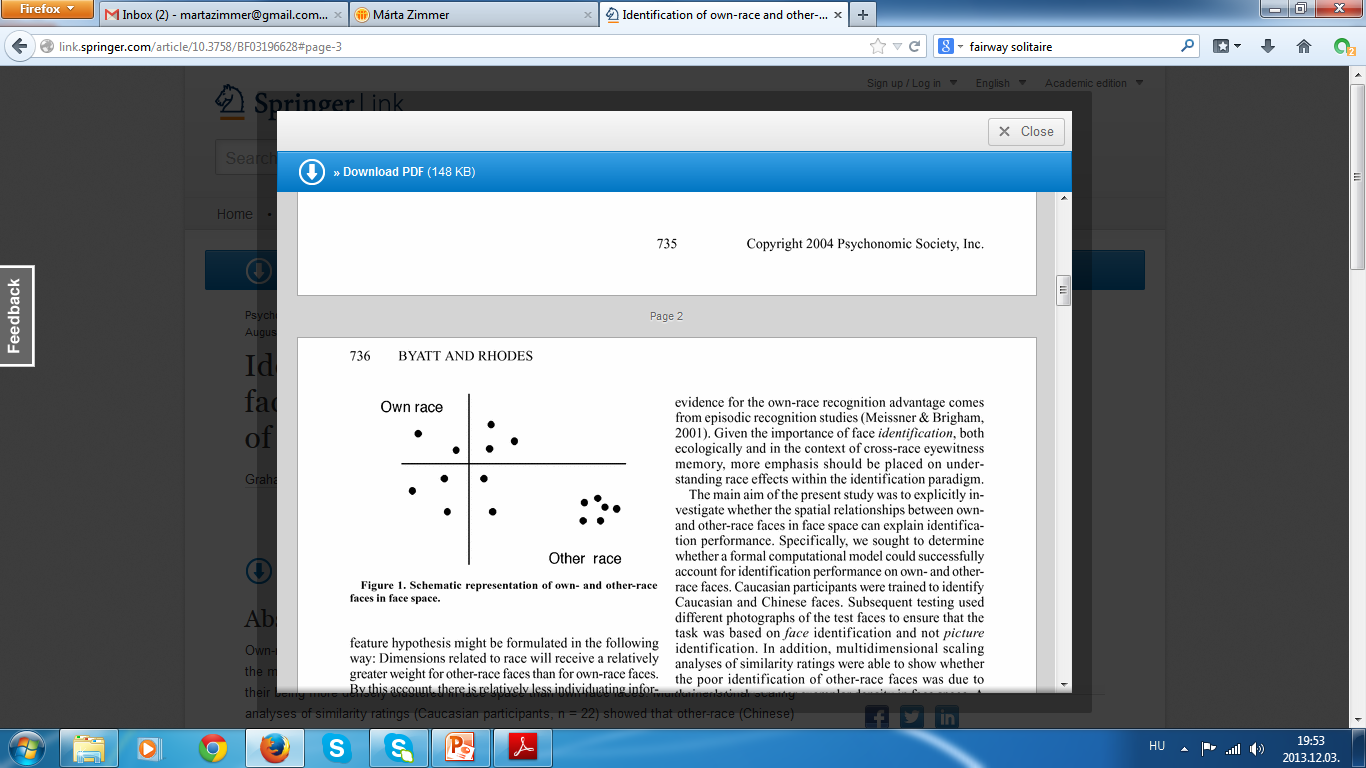 Firefox
Inbox (2) - martazimmer@gmail.com...
Márta Zimmer
Identification of own-race and other-...
link.springer.com/article/10.3758/BF03196628#page-3
fairway solitaire
Sign up / Log in English Academic edition
Springer Link
Search
Home
Close
» Download PDF (148 KB)
735 Copyright 2004 Psychonomic Society, Inc.
Page 2
Feedback
736 BYATT AND RHODES
Own race
Other race
Figure 1. Schematic representation of own- and other-race
faces in face space.
feature hypothesis might be formulated in the following
way: Dimensions related to race will receive a relatively
greater weight for other-race faces than for own-race faces.
By this account, there is relatively less individuating infor-
evidence for the own-race recognition advantage comes
from episodic recognition studies (Meissner & Brigham,
2001). Given the importance of face identification, both
ecologically and in the context of cross-race eyewitness
memory, more emphasis should be placed on under-
standing race effects within the identification paradigm.
The main aim of the present study was to explicitly in-
vestigate whether the spatial relationships between own-
and other-race faces in face space can explain identifica-
tion performance. Specifically, we sought to determine
whether a formal computational model could successfully
account for identification performance on own- and other-
race faces. Caucasian participants were trained to identify
Caucasian and Chinese faces. Subsequent testing used
different photographs of the test faces to ensure that the
task was based on face identification and not picture
identification. In addition, multidimensional scaling
analyses of similarity ratings were able to show whether
the poor identification of other-race faces was due to
analyses of similarity ratings (Caucasian participants, n = 22) showed that other-race (Chinese)
HU
19:53
2013.12.03.